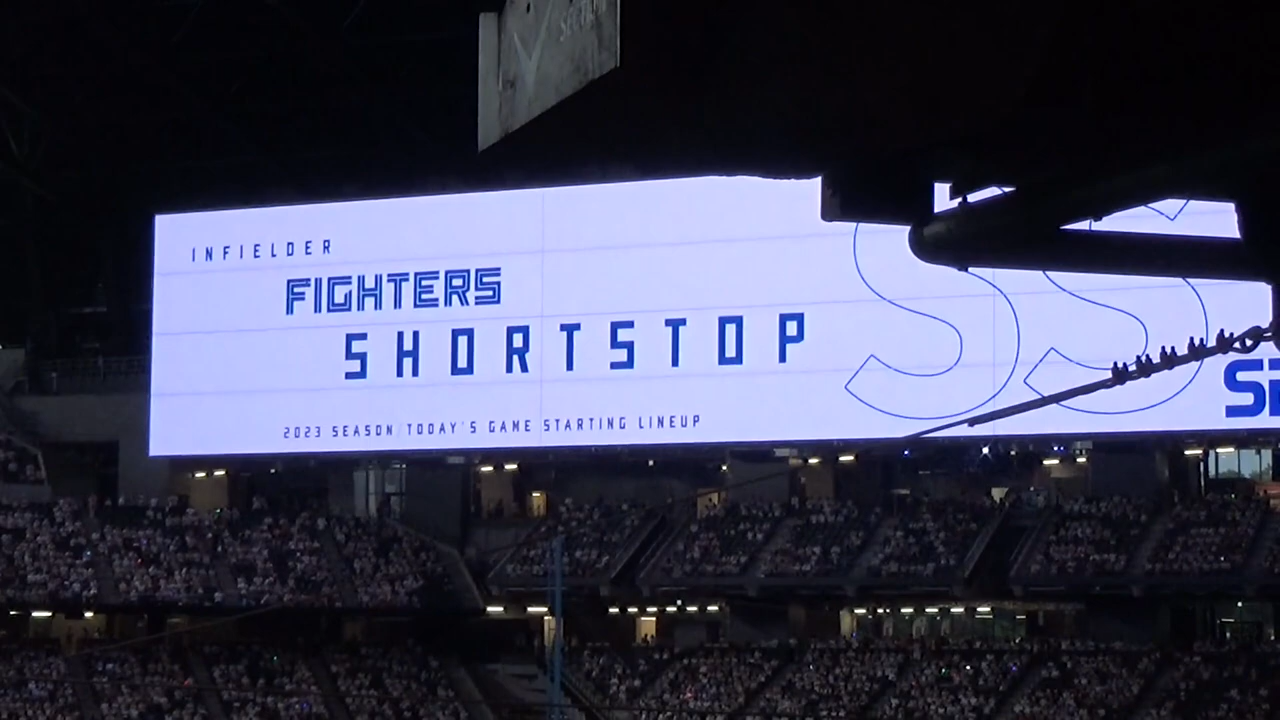 INFIELDER
FIGHTERS
SHORTSTOP
SS
2023 SEASON TODAY'S GAME STARTING LINEUP